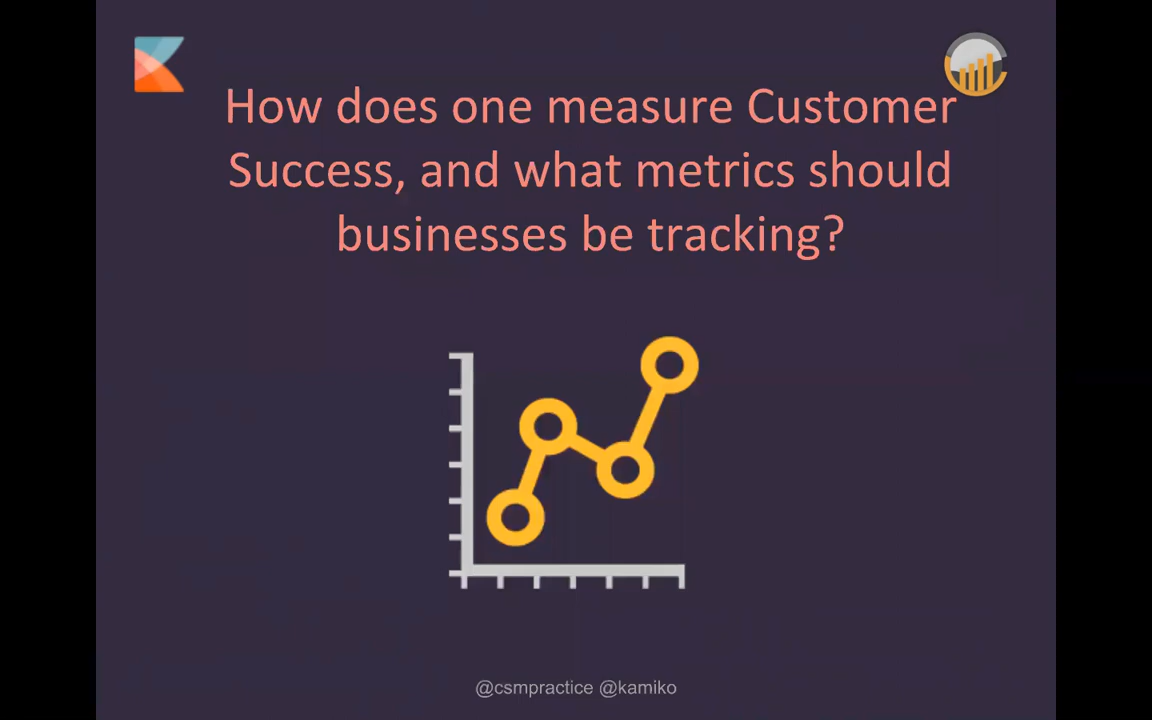 How does one measure Customer
Success, and what metrics should
businesses be tracking?
@csmpractice @kamiko